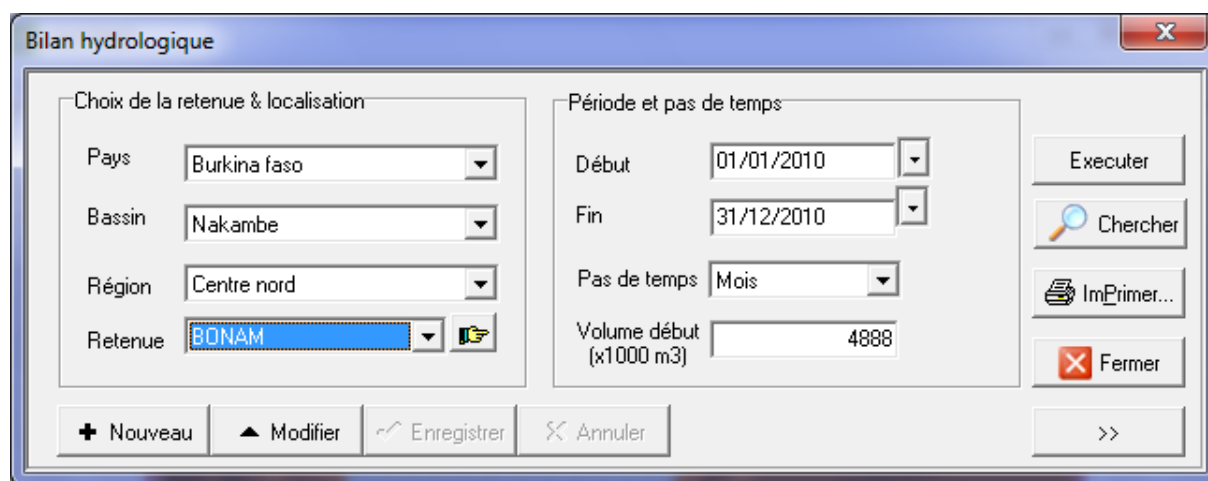 Bilan hydrologique
Choix de la retenue & localisation
Pays
Burkina faso
Bassin
Nakambe
Région
Centre nord
Retenue
BONAM
Période et pas de temps
Début
01/01/2010
Fin
31/12/2010
Pas de temps
Mois
Volume début
(x1000 m3)
4888
Executer
Chercher
ImPrimer...
Fermer
>>
Nouveau
Modifier
Enregistrer
Annuler